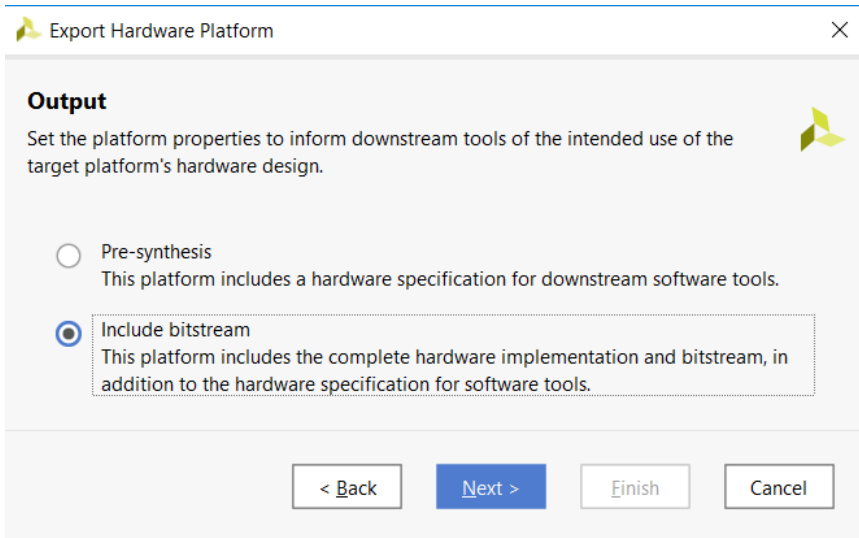 Export Hardware Platform
Output
Set the platform properties to inform downstream tools of the intended use of the
target platform's hardware design.
Pre-synthesis
This platform includes a hardware specification for downstream software tools.
Include bitstream
This platform includes the complete hardware implementation and bitstream, in
addition to the hardware specification for software tools.
< Back Next > Finish Cancel